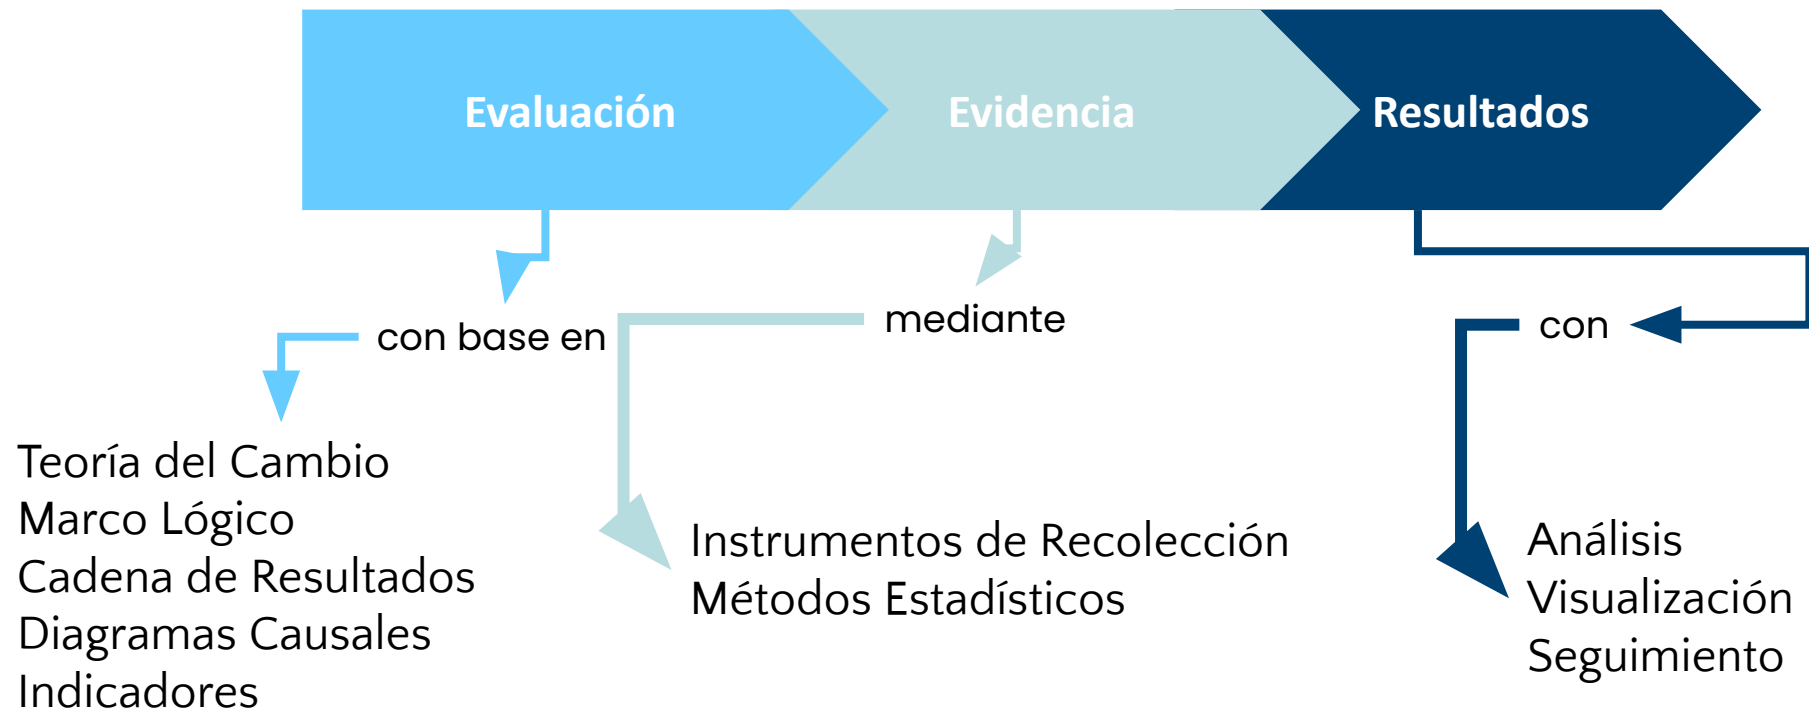 Evaluación
Evidencia
Resultados
con base en
mediante
con
Teoría del Cambio
Marco Lógico
Cadena de Resultados
Diagramas Causales
Indicadores
Instrumentos de Recolección
Métodos Estadísticos
Análisis
Visualización
Seguimiento